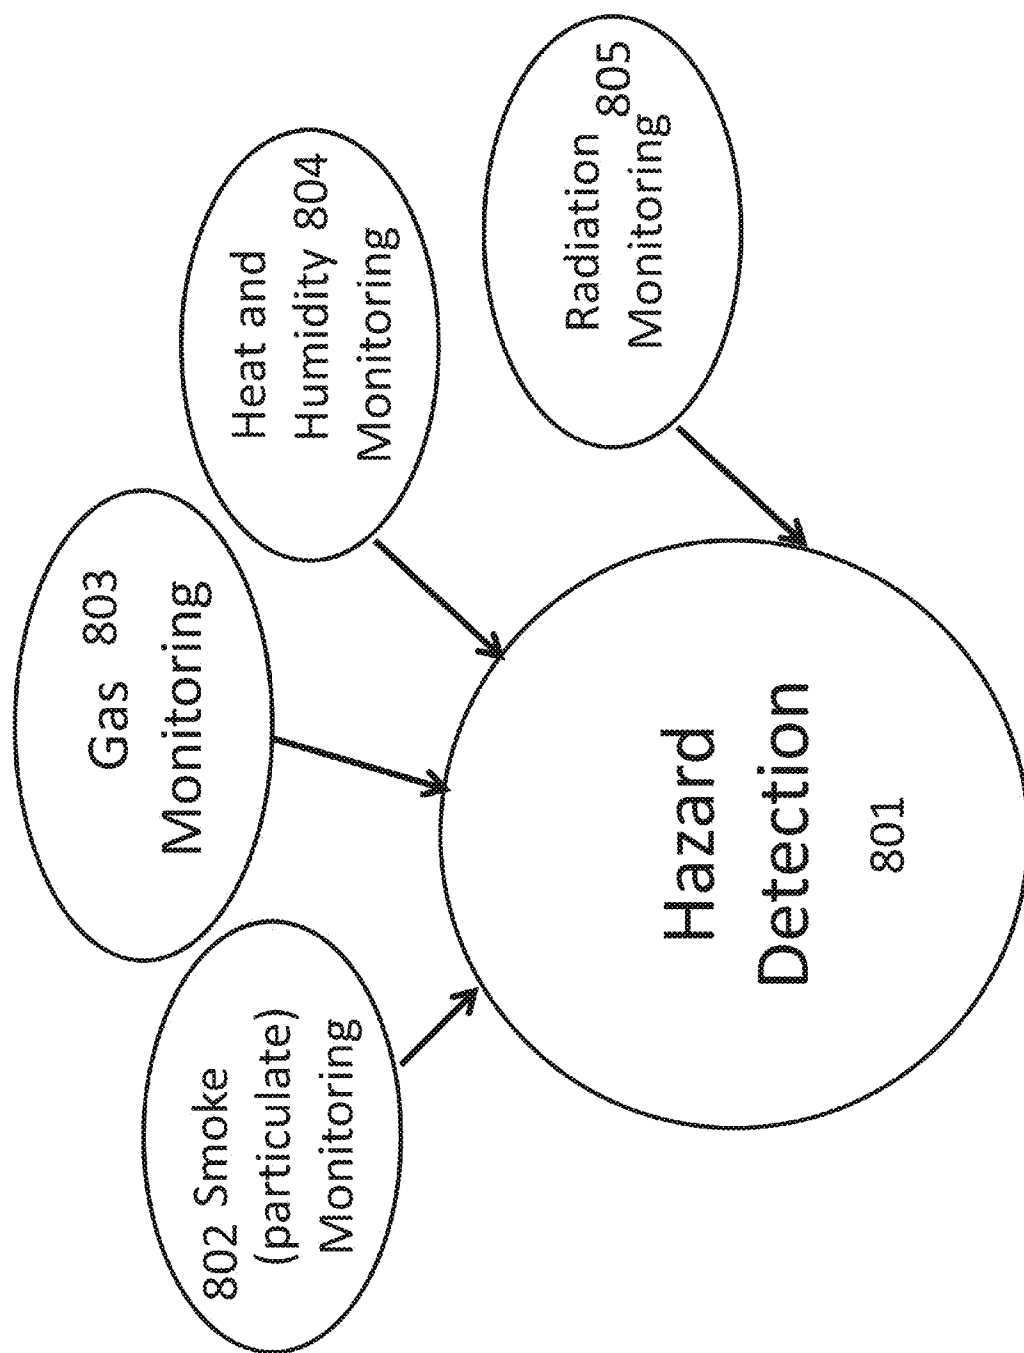 802 Smoke
(particulate)
Monitoring
Gas 803
Monitoring
Heat and
Humidity 804
Monitoring
Radiation 805
Monitoring
Hazard
Detection
801